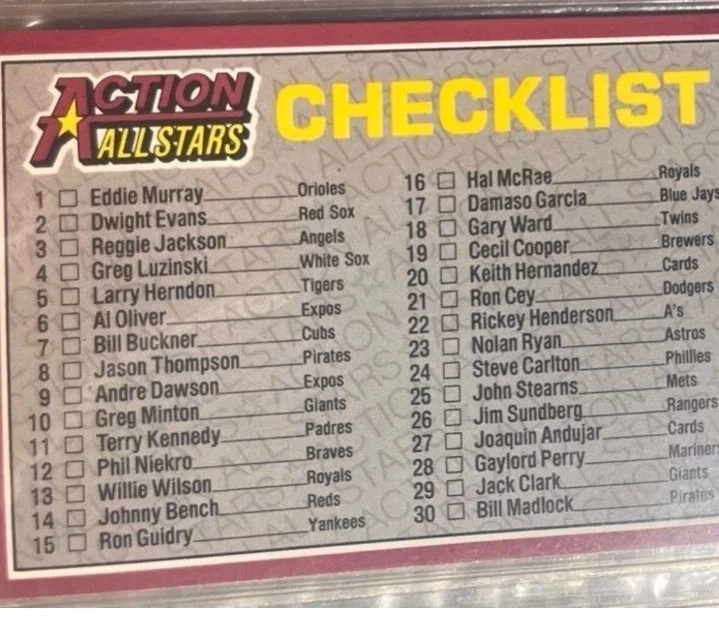 ACTION
ALL STARS
CHECKLIST
1 Eddie Murray Orioles
2 Dwight Evans Red Sox
3 Reggie Jackson Angels
4 Greg Luzinski White Sox
5 Larry Herndon Tigers
6 Al Oliver Expos
7 Bill Buckner Cubs
8 Jason Thompson Pirates
9 Andre Dawson Expos
10 Greg Minton Giants
11 Terry Kennedy Padres
12 Phil Niekro Braves
13 Willie Wilson Royals
14 Johnny Bench Reds
15 Ron Guidry Yankees
16 Hal McRae Royals
17 Damaso Garcia Blue Jays
18 Gary Ward Twins
19 Cecil Cooper Brewers
20 Keith Hernandez Cards
21 Ron Cey Dodgers
22 Rickey Henderson A's
23 Nolan Ryan Astros
24 Steve Carlton Phillies
25 John Stearns Mets
26 Jim Sundberg Rangers
27 Joaquin Andujar Cards
28 Gaylord Perry Mariners
29 Jack Clark Giants
30 Bill Madlock Pirates